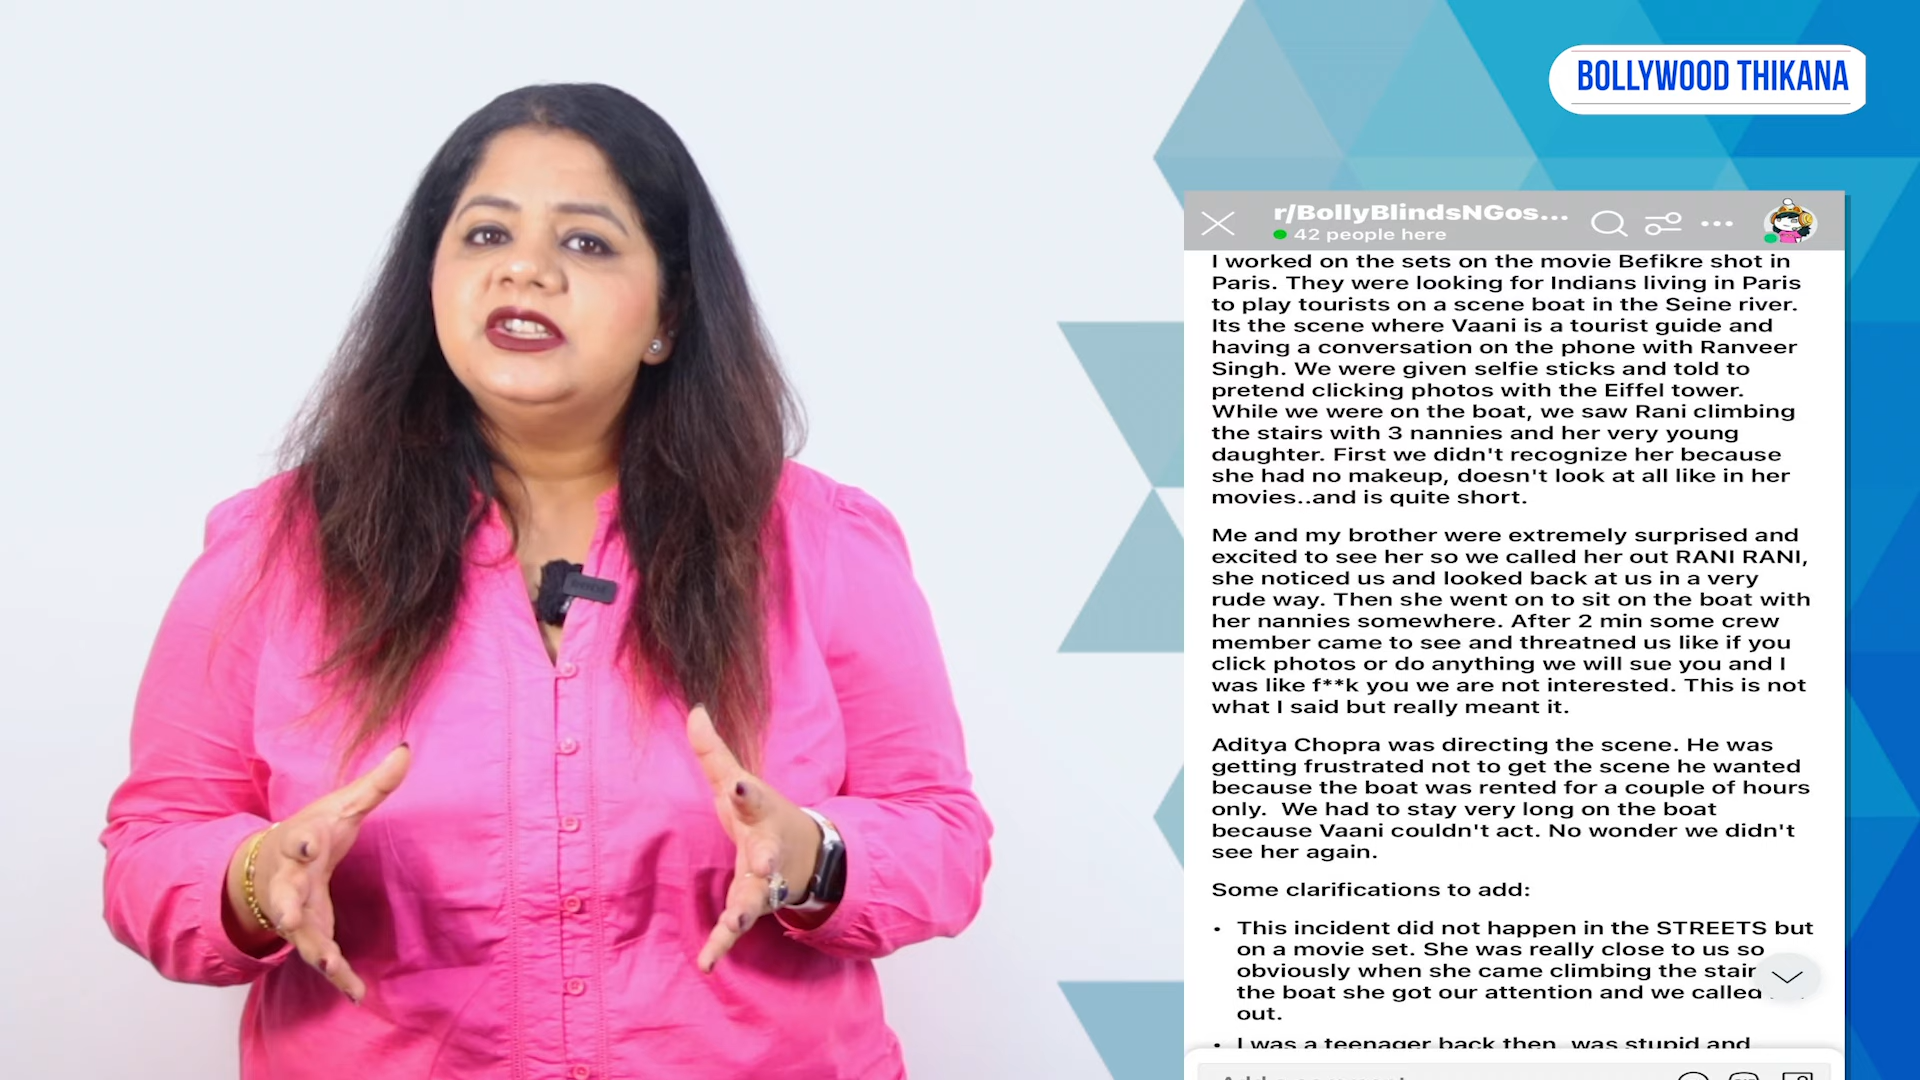 BOLLYWOOD THIKANA
r/BollyBlindsNGos...
42 people here
I worked on the sets on the movie Befikre shot in
Paris. They were looking for Indians living in Paris
to play tourists on a scene boat in the Seine river.
Its the scene where Vaani is a tourist guide and
having a conversation on the phone with Ranveer
Singh. We were given selfie sticks and told to
pretend clicking photos with the Eiffel tower.
While we were on the boat, we saw Rani climbing
the stairs with 3 nannies and her very young
daughter. First we didn't recognize her because
she had no makeup, doesn't look at all like in her
movies..and is quite short.
Me and my brother were extremely surprised and
excited to see her so we called her out RANI RANI,
she noticed us and looked back at us in a very
rude way. Then she went on to sit on the boat with
her nannies somewhere. After 2 min some crew
member came to see and threatned us like if you
click photos or do anything we will sue you and I
was like f**k you we are not interested. This is not
what I said but really meant it.
Aditya Chopra was directing the scene. He was
getting frustrated not to get the scene he wanted
because the boat was rented for a couple of hours
only. We had to stay very long on the boat
because Vaani couldn't act. No wonder we didn't
see her again.
Some clarifications to add:
• This incident did not happen in the STREETS but
on a movie set. She was really close to us so
obviously when she came climbing the stair
the boat she got our attention and we called
out.
• I was a teenager back then, was stupid and